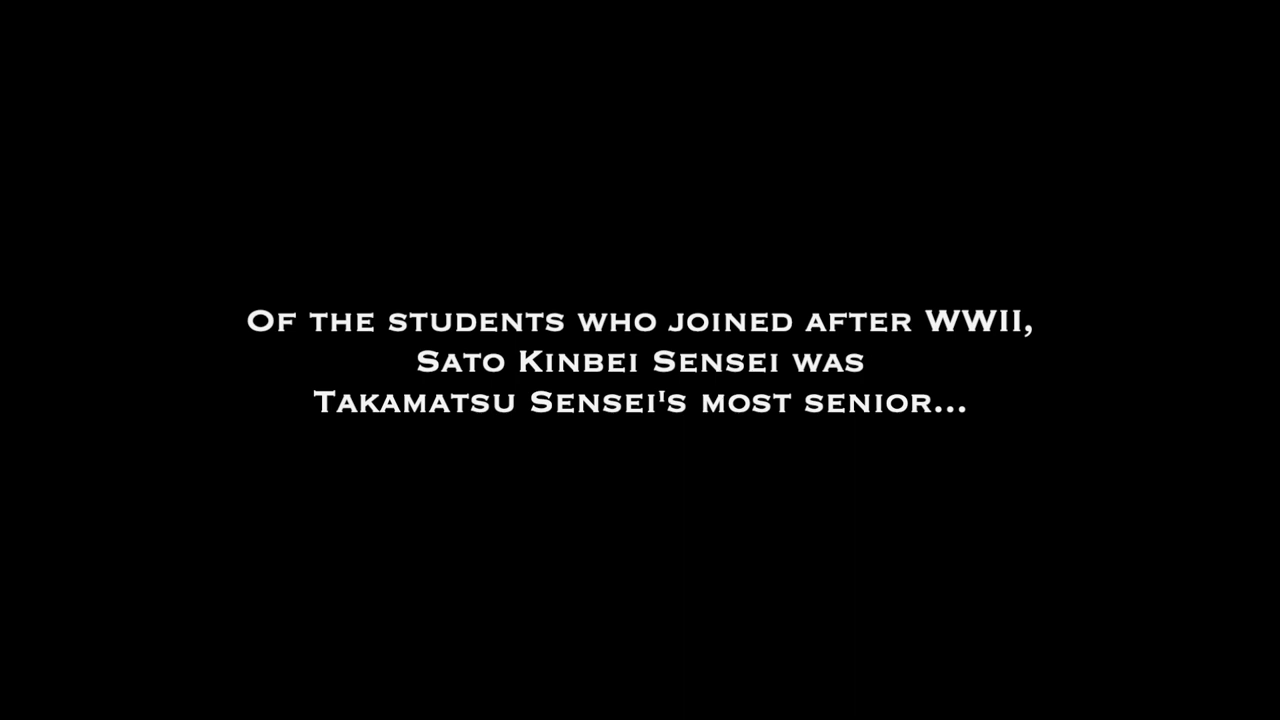 Of the students who joined after WWII,
Sato Kinbei Sensei was
Takamatsu Sensei's most senior...